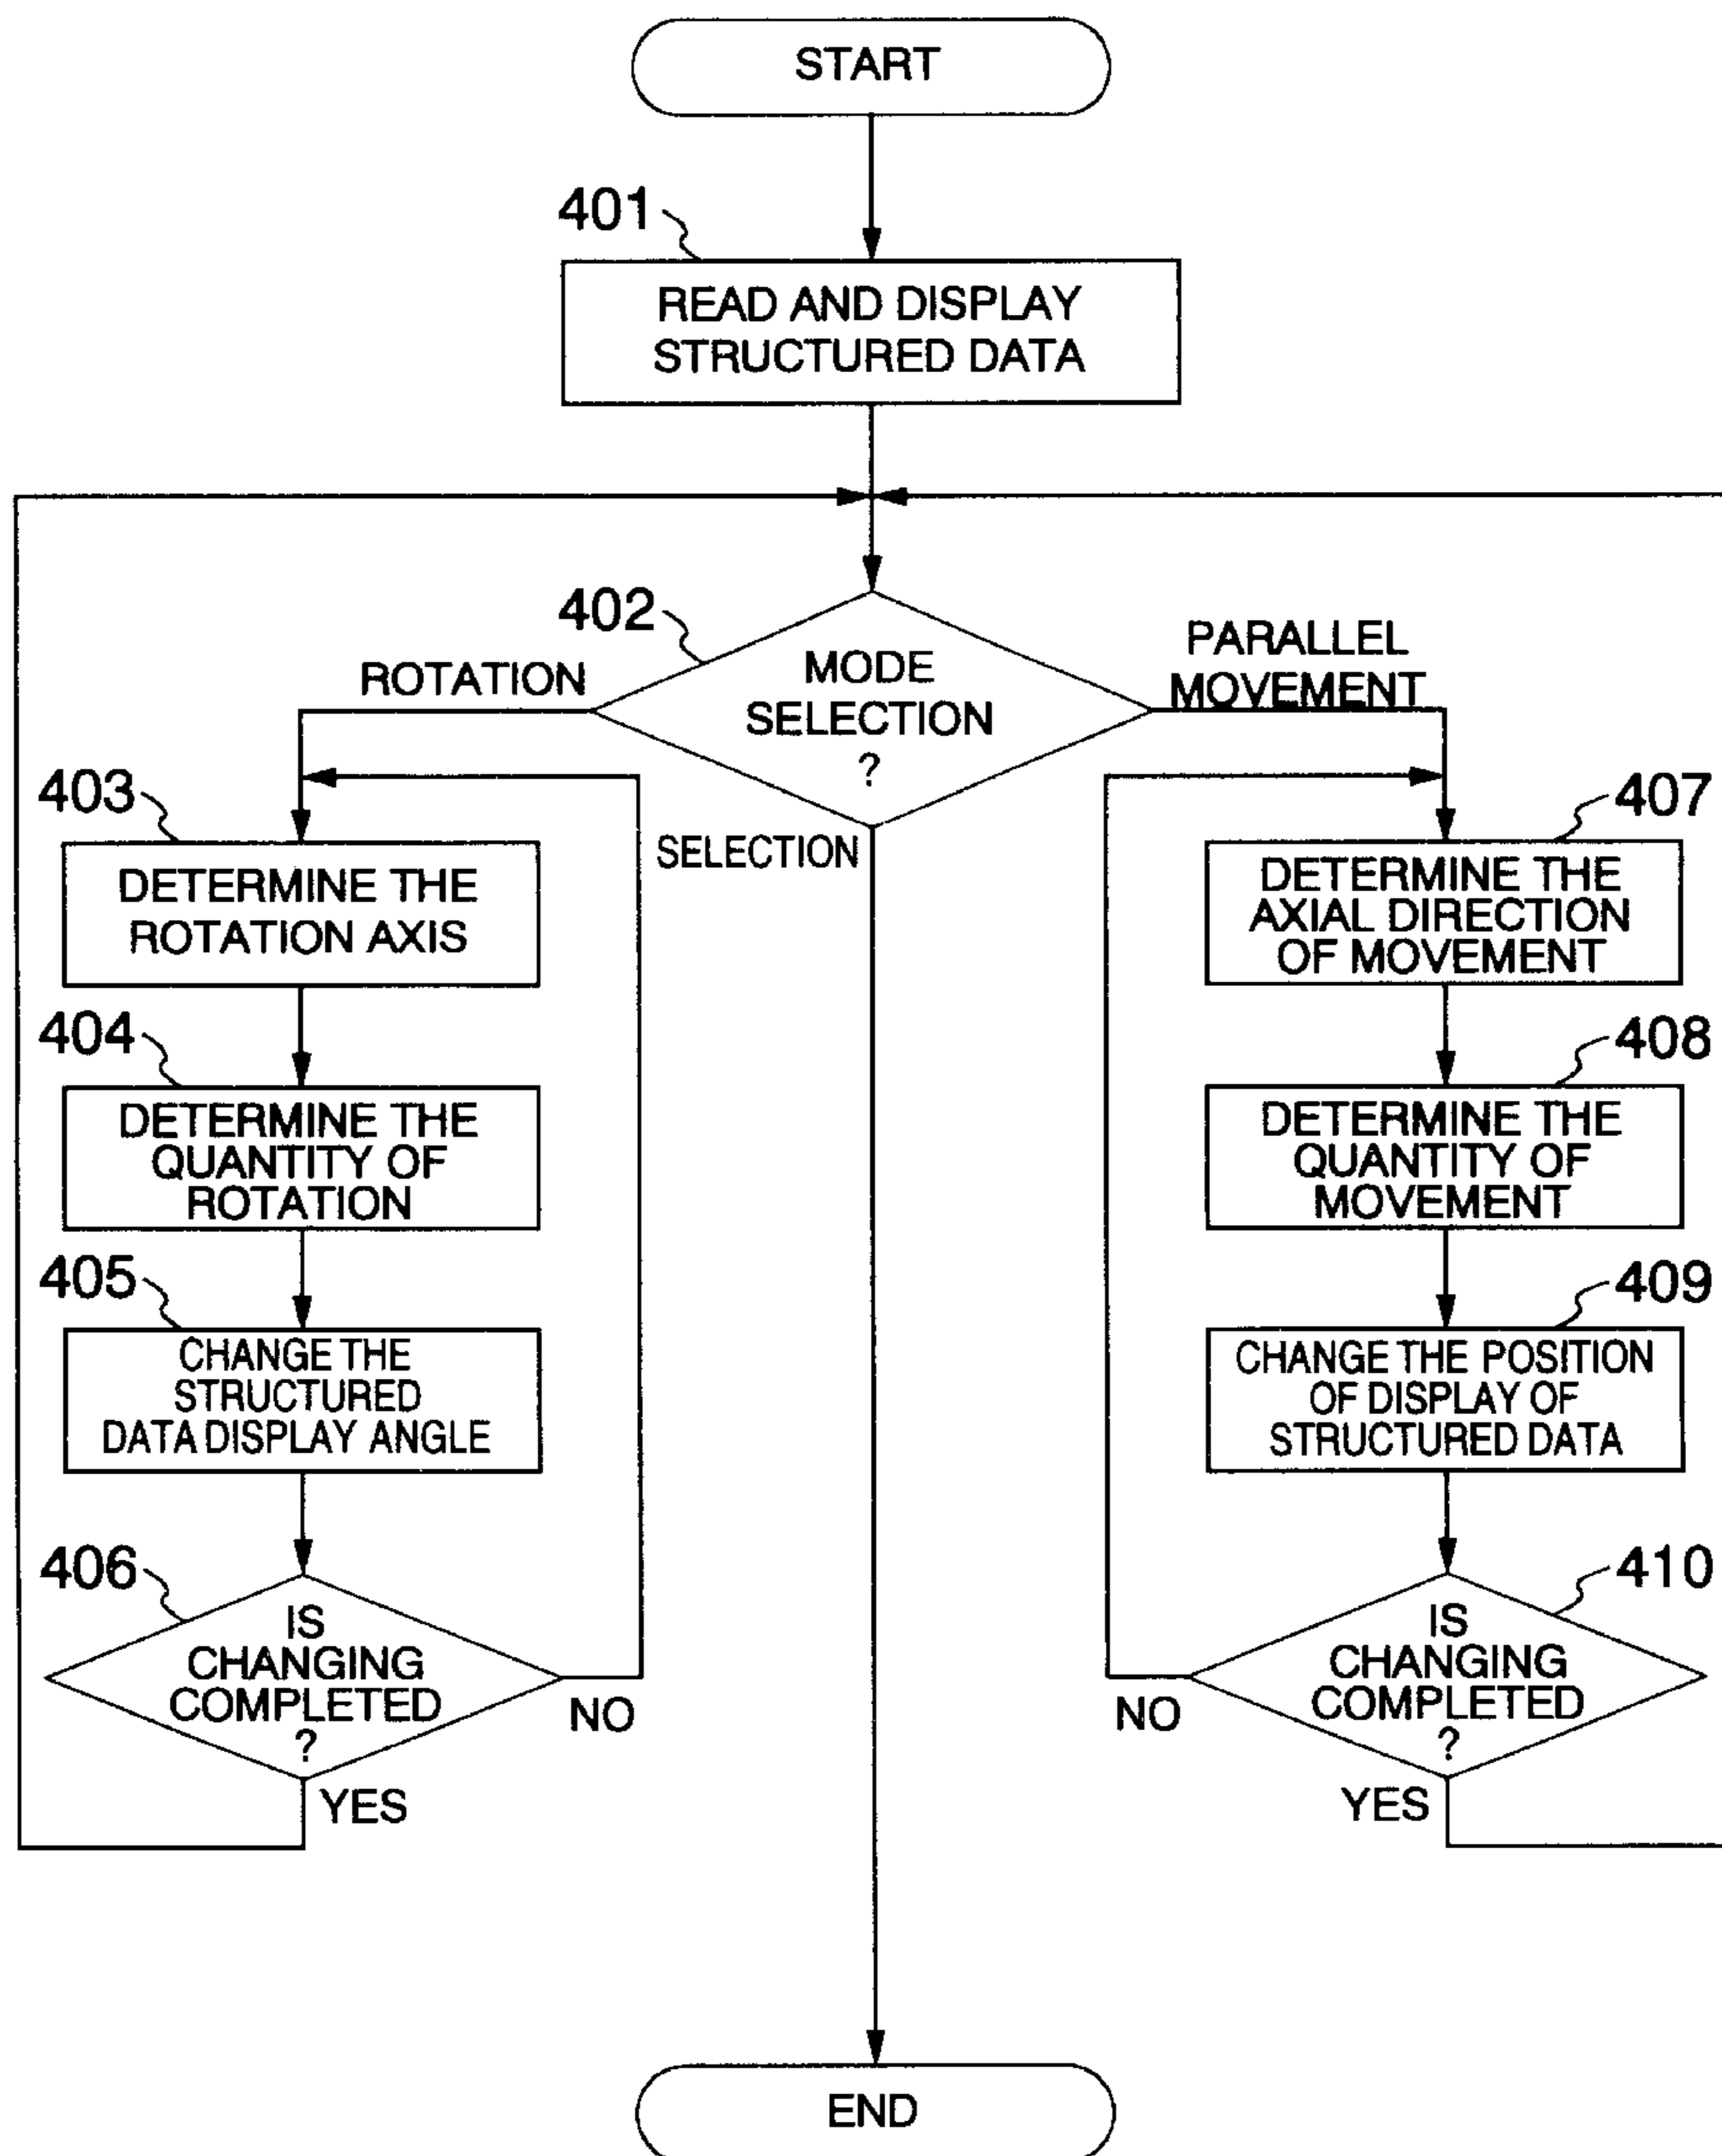 START
401
READ AND DISPLAY
STRUCTURED DATA
402
MODE
SELECTION
?
ROTATION
PARALLEL
MOVEMENT
SELECTION
403
DETERMINE THE
ROTATION AXIS
404
DETERMINE THE
QUANTITY OF
ROTATION
405
CHANGE THE
STRUCTURED
DATA DISPLAY ANGLE
406
IS
CHANGING
COMPLETED
?
NO
YES
407
DETERMINE THE
AXIAL DIRECTION
OF MOVEMENT
408
DETERMINE THE
QUANTITY OF
MOVEMENT
409
CHANGE THE POSITION
OF DISPLAY OF
STRUCTURED DATA
410
IS
CHANGING
COMPLETED
?
NO
YES
END